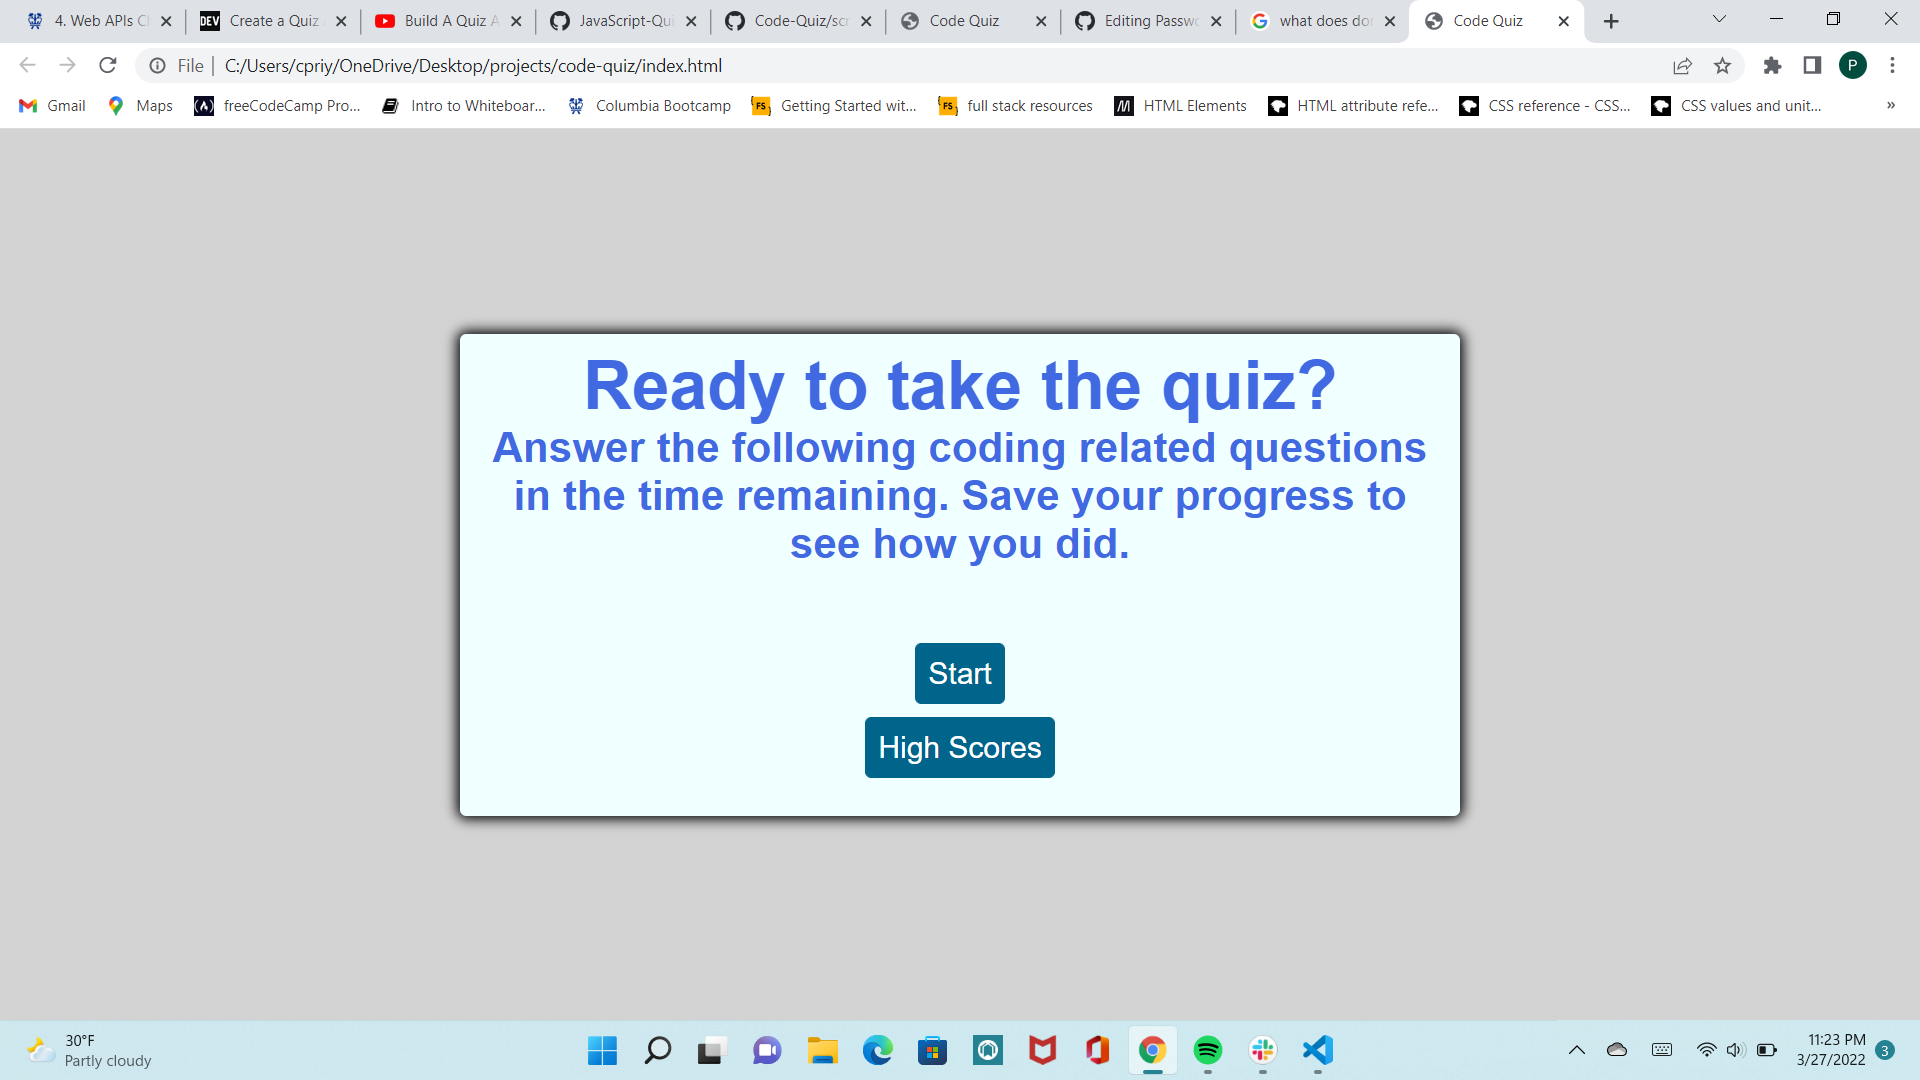 4. Web APIs C
DEV Create a Quiz
Build A Quiz A
JavaScript-Qui
Code-Quiz/scr
Code Quiz
Editing Passwo
what does do
Code Quiz
File C:/Users/cpriy/OneDrive/Desktop/projects/code-quiz/index.html
P
Gmail
Maps
freeCodeCamp Pro...
Intro to Whiteboar...
Columbia Bootcamp
FS Getting Started wit...
FS full stack resources
HTML Elements
HTML attribute refe...
CSS reference - CSS...
CSS values and unit...
»
Ready to take the quiz?
Answer the following coding related questions
in the time remaining. Save your progress to
see how you did.
Start
High Scores
30°F
Partly cloudy
11:23 PM
3/27/2022
3